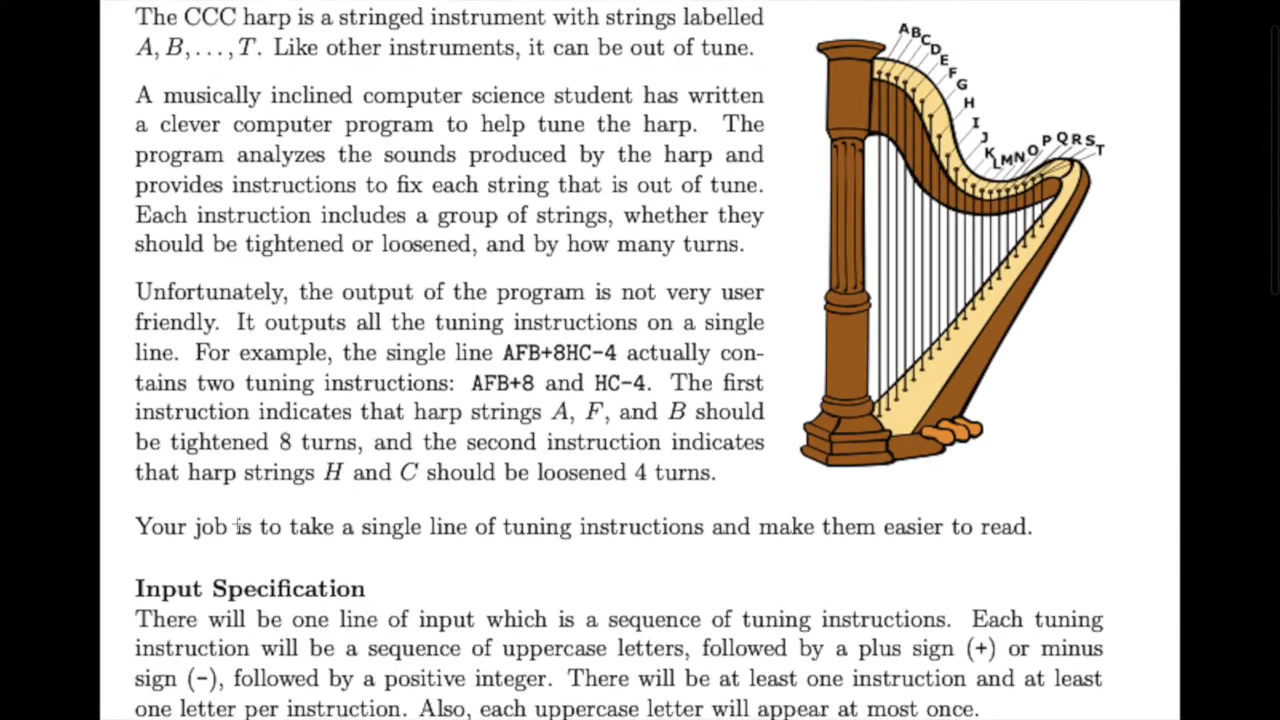 The CCC harp is a stringed instrument with strings labelled
A, B, . . . , T. Like other instruments, it can be out of tune.
A musically inclined computer science student has written
a clever computer program to help tune the harp. The
program analyzes the sounds produced by the harp and
provides instructions to fix each string that is out of tune.
Each instruction includes a group of strings, whether they
should be tightened or loosened, and by how many turns.
Unfortunately, the output of the program is not very user
friendly. It outputs all the tuning instructions on a single
line. For example, the single line AFB+8HC-4 actually con-
tains two tuning instructions: AFB+8 and HC-4. The first
instruction indicates that harp strings A, F, and B should
be tightened 8 turns, and the second instruction indicates
that harp strings H and C should be loosened 4 turns.
A B C D E F G H I J K L M N O P Q R S T
Your job is to take a single line of tuning instructions and make them easier to read.
Input Specification
There will be one line of input which is a sequence of tuning instructions. Each tuning
instruction will be a sequence of uppercase letters, followed by a plus sign (+) or minus
sign (-), followed by a positive integer. There will be at least one instruction and at least
one letter per instruction. Also, each uppercase letter will appear at most once.